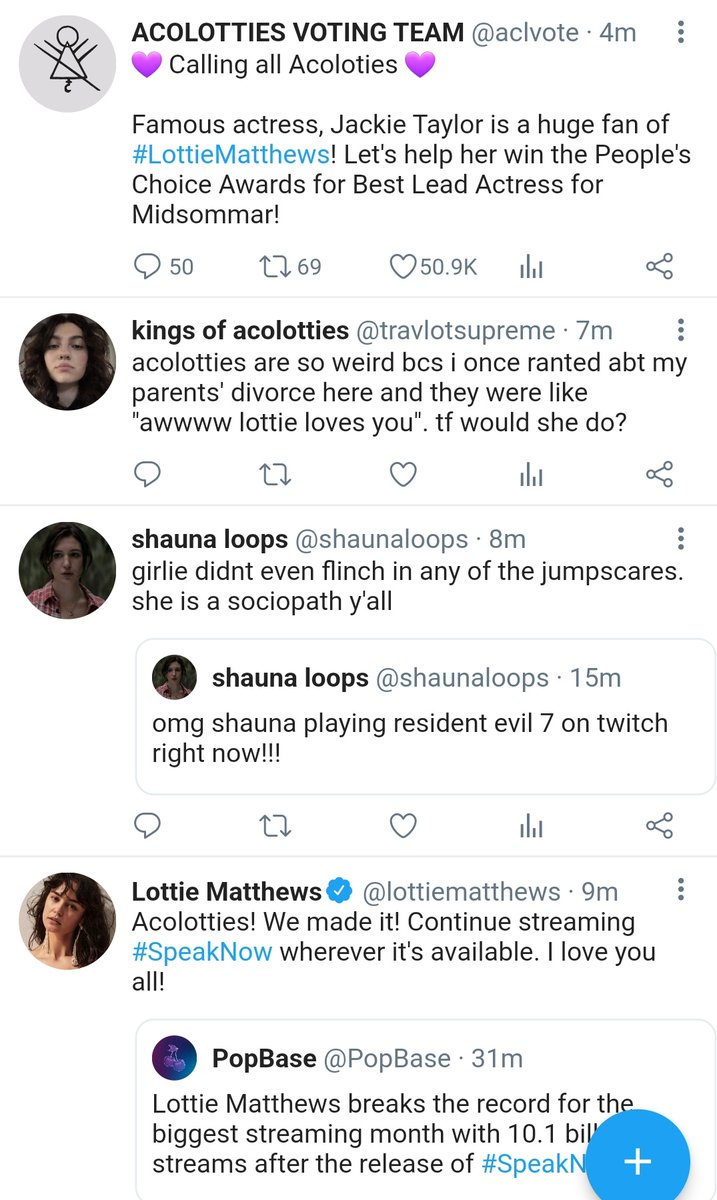 ACOLOTTIES VOTING TEAM @aclvote · 4m
💜 Calling all Acoloties 💜
Famous actress, Jackie Taylor is a huge fan of
#LottieMatthews! Let's help her win the People's
Choice Awards for Best Lead Actress for
Midsommar!
50 69 50.9K
kings of acolotties @travlotsupreme · 7m
acolotties are so weird bcs i once ranted abt my
parents' divorce here and they were like
"awwww lottie loves you". tf would she do?
shauna loops @shaunaloops · 8m
girlie didnt even flinch in any of the jumpscares.
she is a sociopath y'all
shauna loops @shaunaloops · 15m
omg shauna playing resident evil 7 on twitch
right now!!!
Lottie Matthews @lottiematthews · 9m
Acolotties! We made it! Continue streaming
#SpeakNow wherever it's available. I love you
all!
PopBase @PopBase · 31m
Lottie Matthews breaks the record for the
biggest streaming month with 10.1
streams after the release of